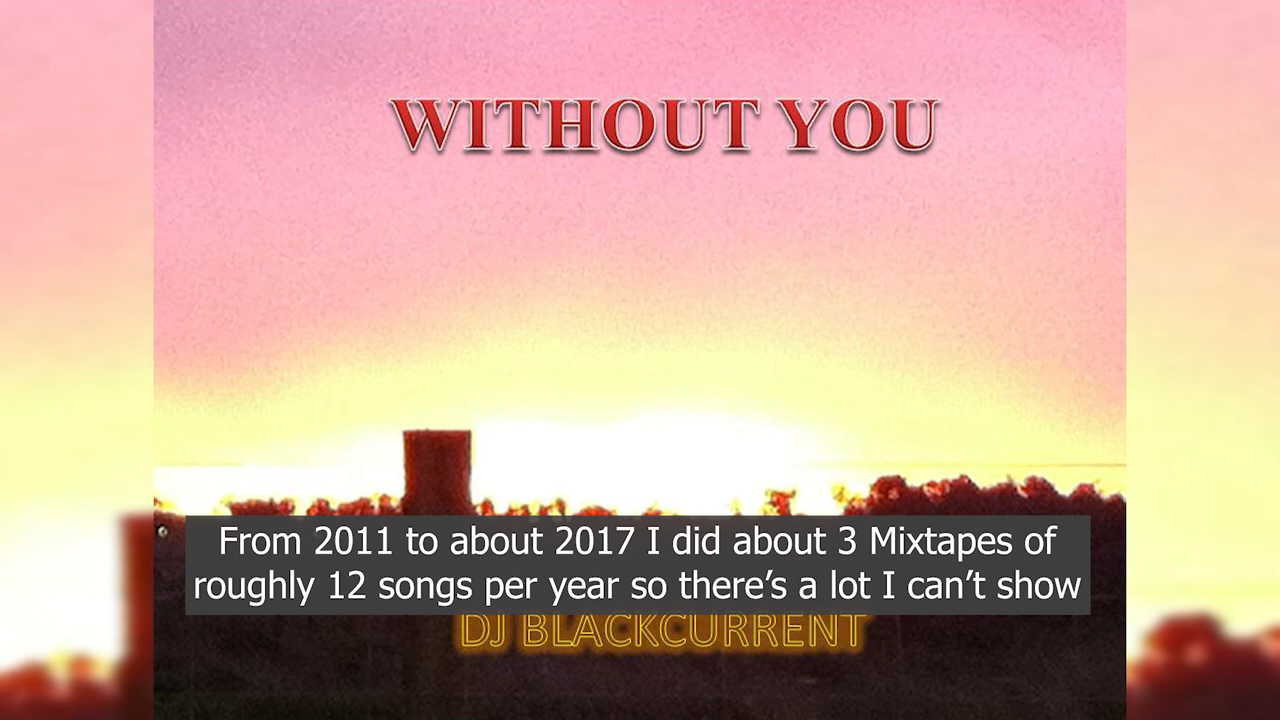 WITHOUT YOU
From 2011 to about 2017 I did about 3 Mixtapes of
roughly 12 songs per year so there’s a lot I can’t show
DJ BLACKCURRENT